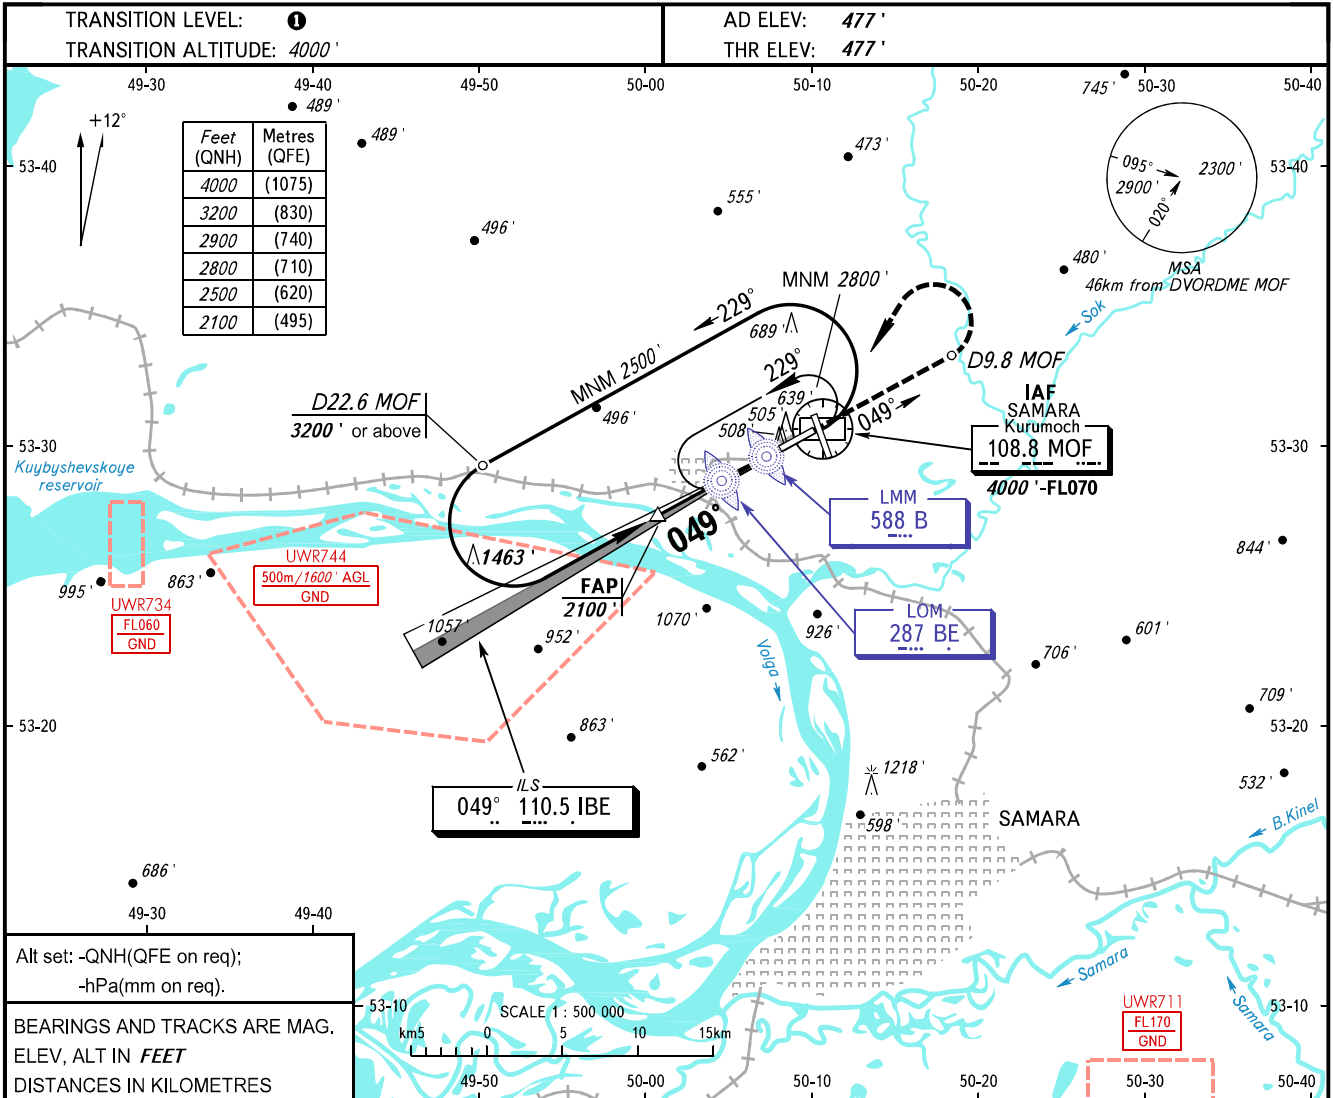 TRANSITION LEVEL: 1
TRANSITION ALTITUDE: 4000 '
AD ELEV: 477 '
THR ELEV: 477 '
49-30
49-40
49-50
50-00
50-10
50-20
50-30
50-40
745 '
489 '
+12°
489 '
473 '
Feet Metres
(QNH) (QFE)
4000 (1075)
3200 (830)
2900 (740)
2800 (710)
2500 (620)
2100 (495)
53-40
53-40
095°
2300 '
2900 '
020°
MSA
46km from DVORDME MOF
555 '
496 '
480 '
MNM 2800 '
Sok
229°
689 '
MNM 2500'
229°
D9.8 MOF
D22.6 MOF
3200 ' or above
496 '
639 '
505 '
508 '
049°
IAF
SAMARA
Kurumoch
108.8 MOF
4000 '-FL070
53-30
53-30
Kuybyshevskoye
reservoir
LMM
588 B
049°
1463 '
844 '
UWR744
500m/1600' AGL
GND
995 '
863 '
UWR734
FL060
GND
FAP
2100 '
LOM
287 BE
1057 '
952 '
1070 '
926 '
601 '
706 '
Volga
709 '
53-20
53-20
863 '
562 '
1218 '
532 '
ILS
049° 110.5 IBE
598 '
SAMARA
B.Kinel
686 '
49-30
49-40
Alt set: -QNH(QFE on req);
-hPa(mm on req).
Samara
Samara
53-10
53-10
SCALE 1 : 500 000
km5 0 5 10 15km
UWR711
FL170
GND
BEARINGS AND TRACKS ARE MAG.
ELEV, ALT IN FEET
DISTANCES IN KILOMETRES
49-50
50-00
50-10
50-20
50-30
50-40